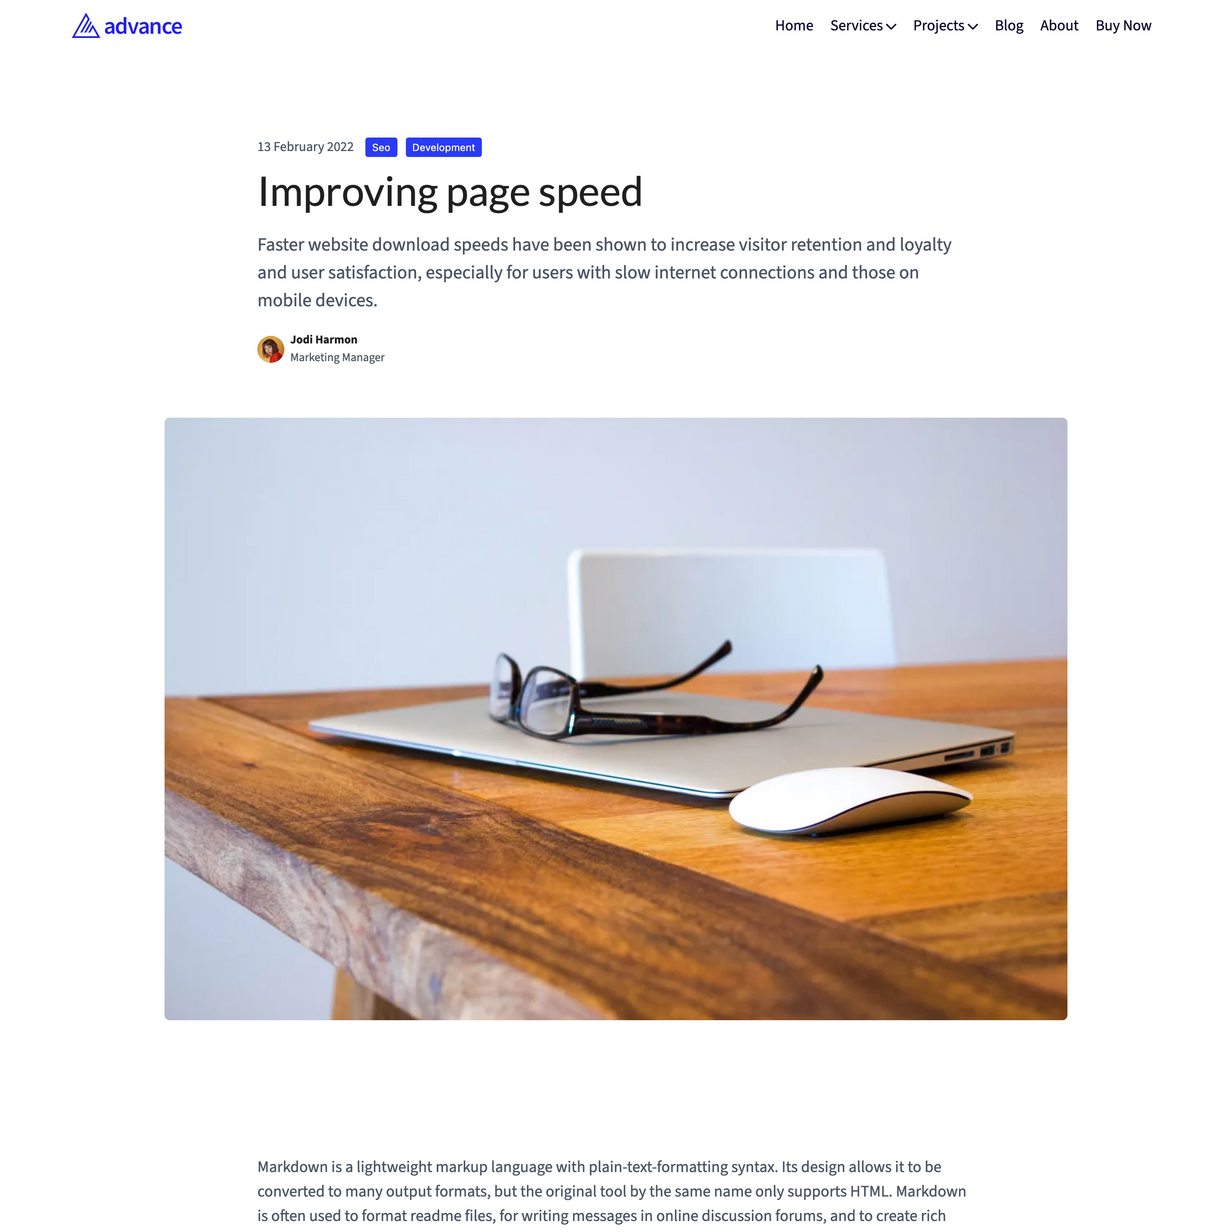 advance
Home Services Projects Blog About Buy Now
13 February 2022 Seo Development
Improving page speed
Faster website download speeds have been shown to increase visitor retention and loyalty
and user satisfaction, especially for users with slow internet connections and those on
mobile devices.
Jodi Harmon
Marketing Manager
Markdown is a lightweight markup language with plain-text-formatting syntax. Its design allows it to be
converted to many output formats, but the original tool by the same name only supports HTML. Markdown
is often used to format readme files, for writing messages in online discussion forums, and to create rich